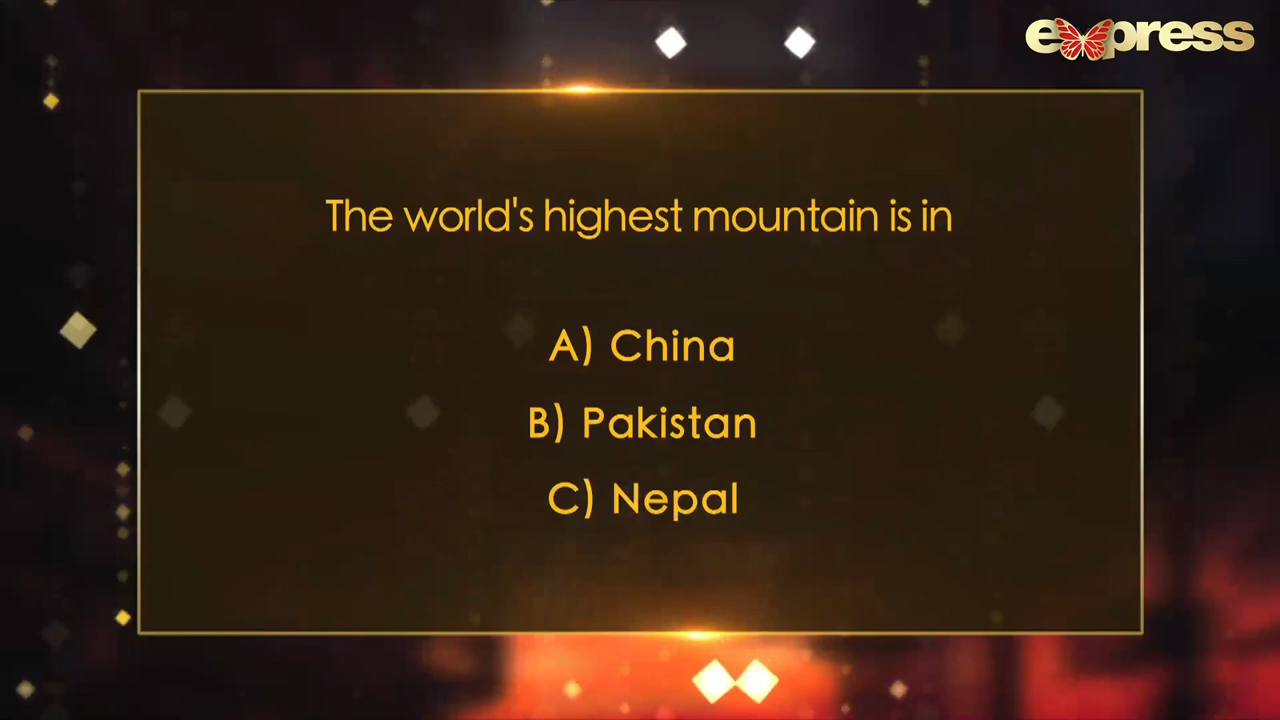 express
The world's highest mountain is in
A) China
B) Pakistan
C) Nepal